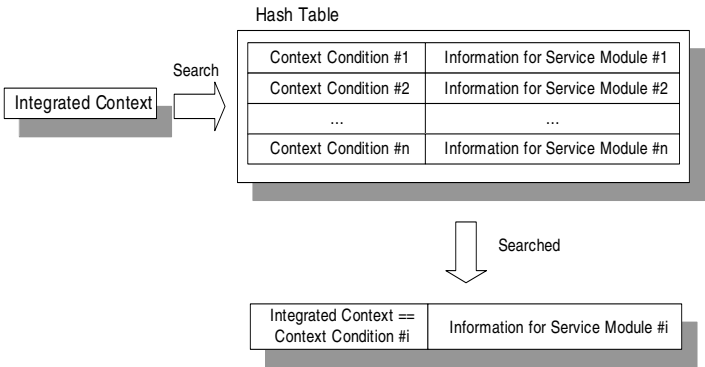 Hash Table
Context Condition #1 Information for Service Module #1
Search
Context Condition #2 Information for Service Module #2
Integrated Context
... ...
Context Condition #n Information for Service Module #n
Searched
Integrated Context ==
Context Condition #i
Information for Service Module #i